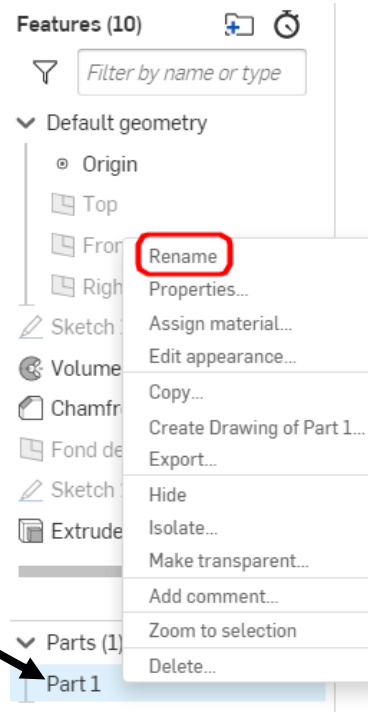 Features (10)
Filter by name or type
Default geometry
Origin
Top
Fron
Righ
Sketch
Volume
Chamfr
Fond de
Sketch
Extrude
Parts (1)
Part 1
Rename
Properties...
Assign material...
Edit appearance...
Copy...
Create Drawing of Part 1...
Export...
Hide
Isolate...
Make transparent...
Add comment...
Zoom to selection
Delete...